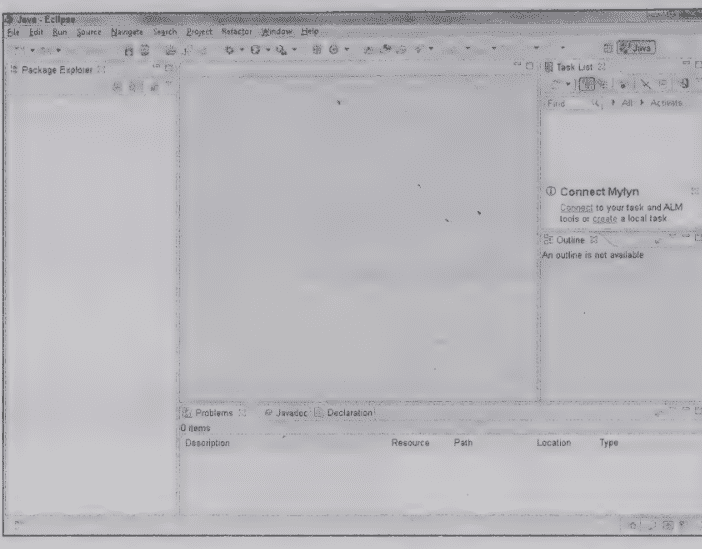 Java - Eclipse
File Edit Run Source Navigate Search Project Refactor Window Help
Java
Package Explorer
Task List
Find All Activate
Connect Mylyn
Connect to your task and ALM
tools or create a local task
Outline
An outline is not available
Problems Javadoc Declaration
0 items
Description Resource Path Location Type